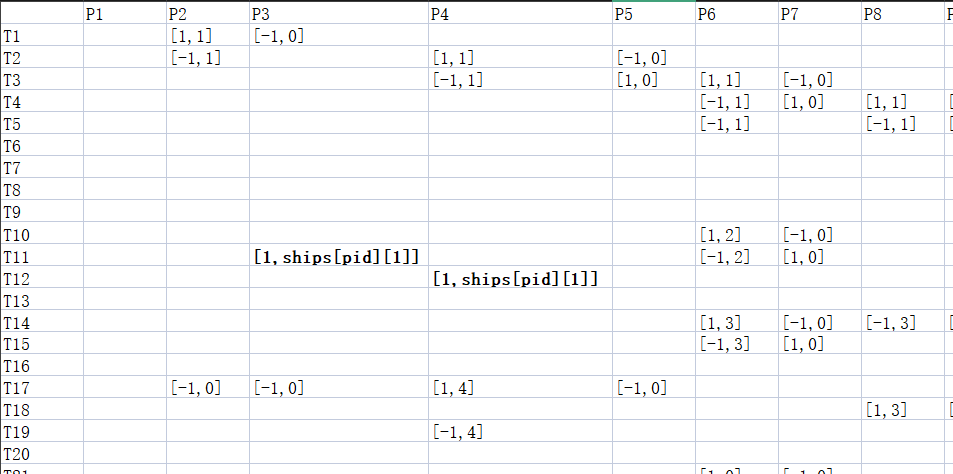 P1 P2 P3 P4 P5 P6 P7 P8
T1 [1,1] [-1,0]
T2 [-1,1] [1,1] [-1,0]
T3 [-1,1] [1,0] [1,1] [-1,0]
T4 [-1,1] [1,0] [1,1]
T5 [-1,1] [-1,1]
T6
T7
T8
T9
T10 [1,2] [-1,0]
T11 [1,ships[pid][1]] [-1,2] [1,0]
T12 [1,ships[pid][1]]
T13
T14 [1,3] [-1,0] [-1,3]
T15 [-1,3] [1,0]
T16
T17 [-1,0] [-1,0] [1,4] [-1,0]
T18 [1,3]
T19 [-1,4]
T20